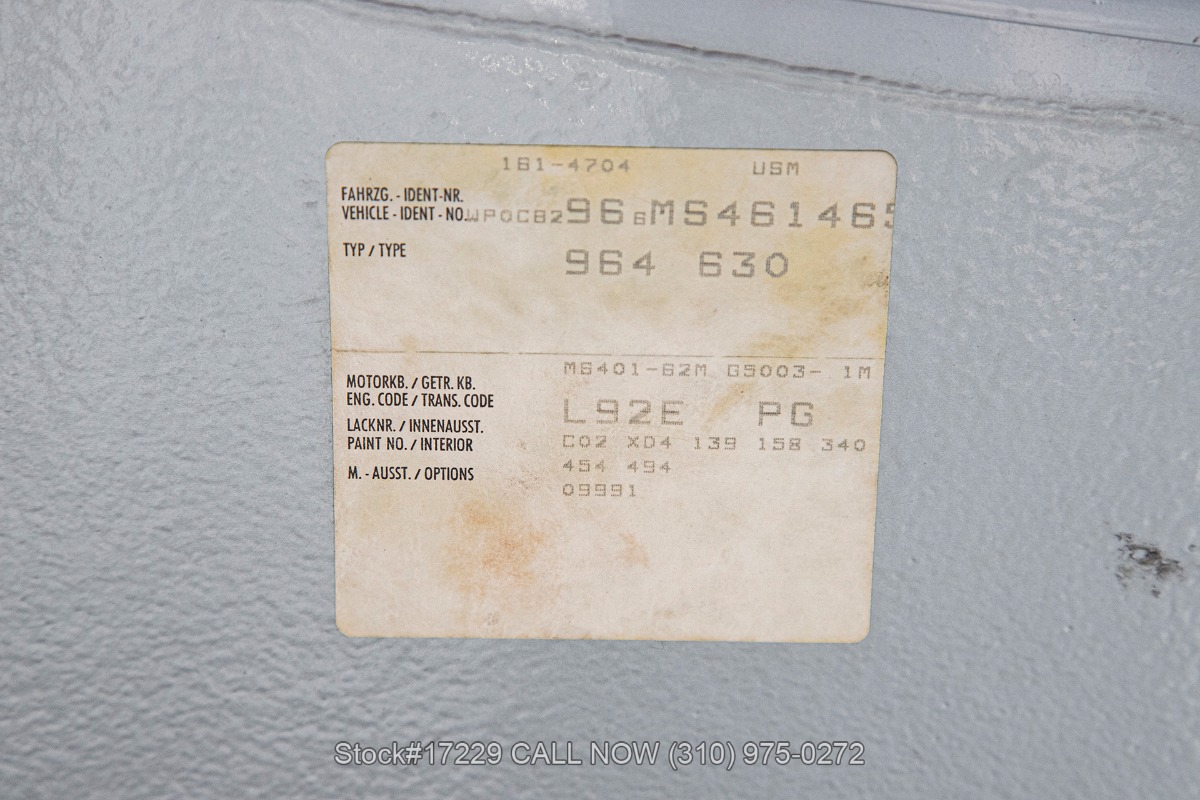 181-4704 USM
FAHRZG. - IDENT-NR.
VEHICLE - IDENT - NO. WP0CB296 6MS461465
TYP / TYPE 964 630
M6401-62M G5003- 1M
MOTORKB. / GETR. KB.
ENG. CODE / TRANS. CODE
L92E PG
LACKNR. / INNENAUSST.
PAINT NO. / INTERIOR
C02 XD4 139 158 340
M. - AUSST. / OPTIONS 454 494
09991
Stock#17229 CALL NOW (310) 975-0272